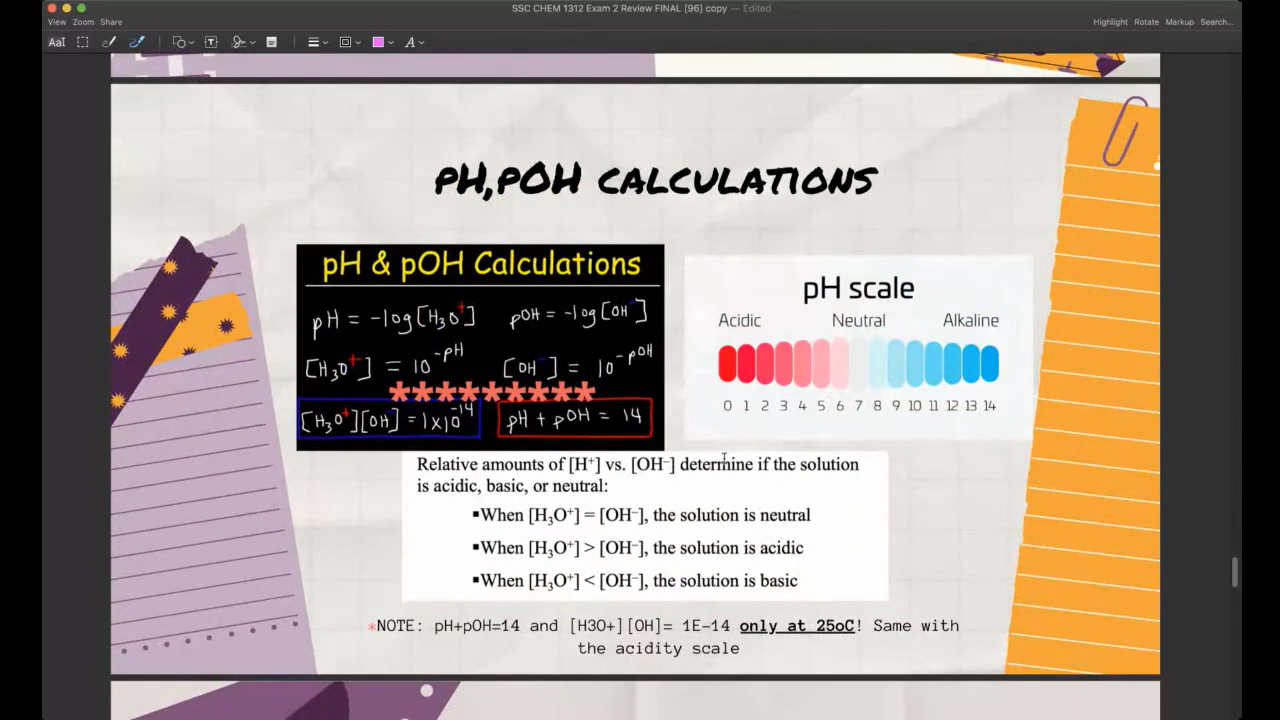 SSC CHEM 1312 Exam 2 Review FINAL [96] copy — Edited
View Zoom Share
Highlight Rotate Markup Search...
AaI
T
A
pH,pOH CALCULATIONS
pH & pOH Calculations
pH = -log[H₃O⁺] pOH = -log[OH⁻]
[H₃O⁺] = 10^-pH [OH⁻] = 10^-pOH
*********
[H₃O⁺][OH⁻] = 1x10⁻¹⁴ pH + pOH = 14
pH scale
Acidic Neutral Alkaline
0 1 2 3 4 5 6 7 8 9 10 11 12 13 14
Relative amounts of [H⁺] vs. [OH⁻] determine if the solution
is acidic, basic, or neutral:
▪When [H₃O⁺] = [OH⁻], the solution is neutral
▪When [H₃O⁺] > [OH⁻], the solution is acidic
▪When [H₃O⁺] < [OH⁻], the solution is basic
*NOTE: pH+pOH=14 and [H3O+][OH]= 1E-14 only at 25oC! Same with
the acidity scale